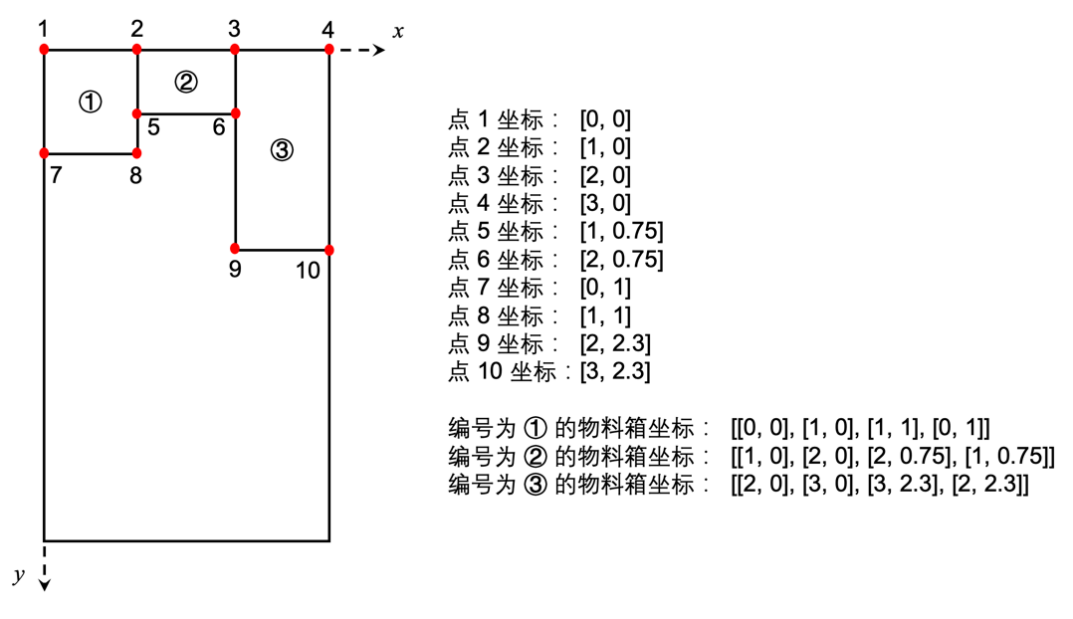 1 2 3 4 x
① ② ③
5 6
7 8
9 10
y
点 1 坐标： [0, 0]
点 2 坐标： [1, 0]
点 3 坐标： [2, 0]
点 4 坐标： [3, 0]
点 5 坐标： [1, 0.75]
点 6 坐标： [2, 0.75]
点 7 坐标： [0, 1]
点 8 坐标： [1, 1]
点 9 坐标： [2, 2.3]
点 10 坐标：[3, 2.3]
编号为 ① 的物料箱坐标： [[0, 0], [1, 0], [1, 1], [0, 1]]
编号为 ② 的物料箱坐标： [[1, 0], [2, 0], [2, 0.75], [1, 0.75]]
编号为 ③ 的物料箱坐标： [[2, 0], [3, 0], [3, 2.3], [2, 2.3]]